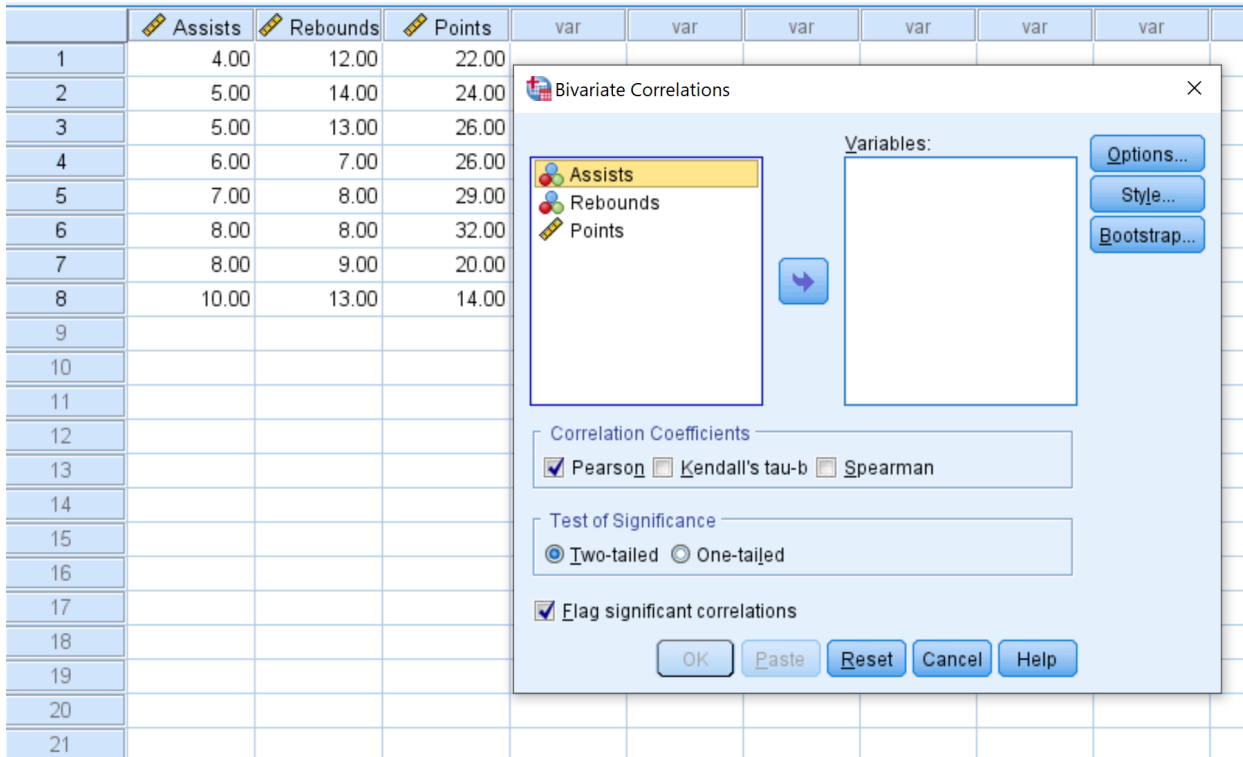 Assists Rebounds Points var var var var var var
1 4.00 12.00 22.00
2 5.00 14.00 24.00
3 5.00 13.00 26.00
4 6.00 7.00 26.00
5 7.00 8.00 29.00
6 8.00 8.00 32.00
7 8.00 9.00 20.00
8 10.00 13.00 14.00
9
10
11
12
13
14
15
16
17
18
19
20
21
Bivariate Correlations
Variables:
Assists
Rebounds
Points
Options...
Style...
Bootstrap...
Correlation Coefficients
Pearson Kendall's tau-b Spearman
Test of Significance
Two-tailed One-tailed
Flag significant correlations
OK Paste Reset Cancel Help